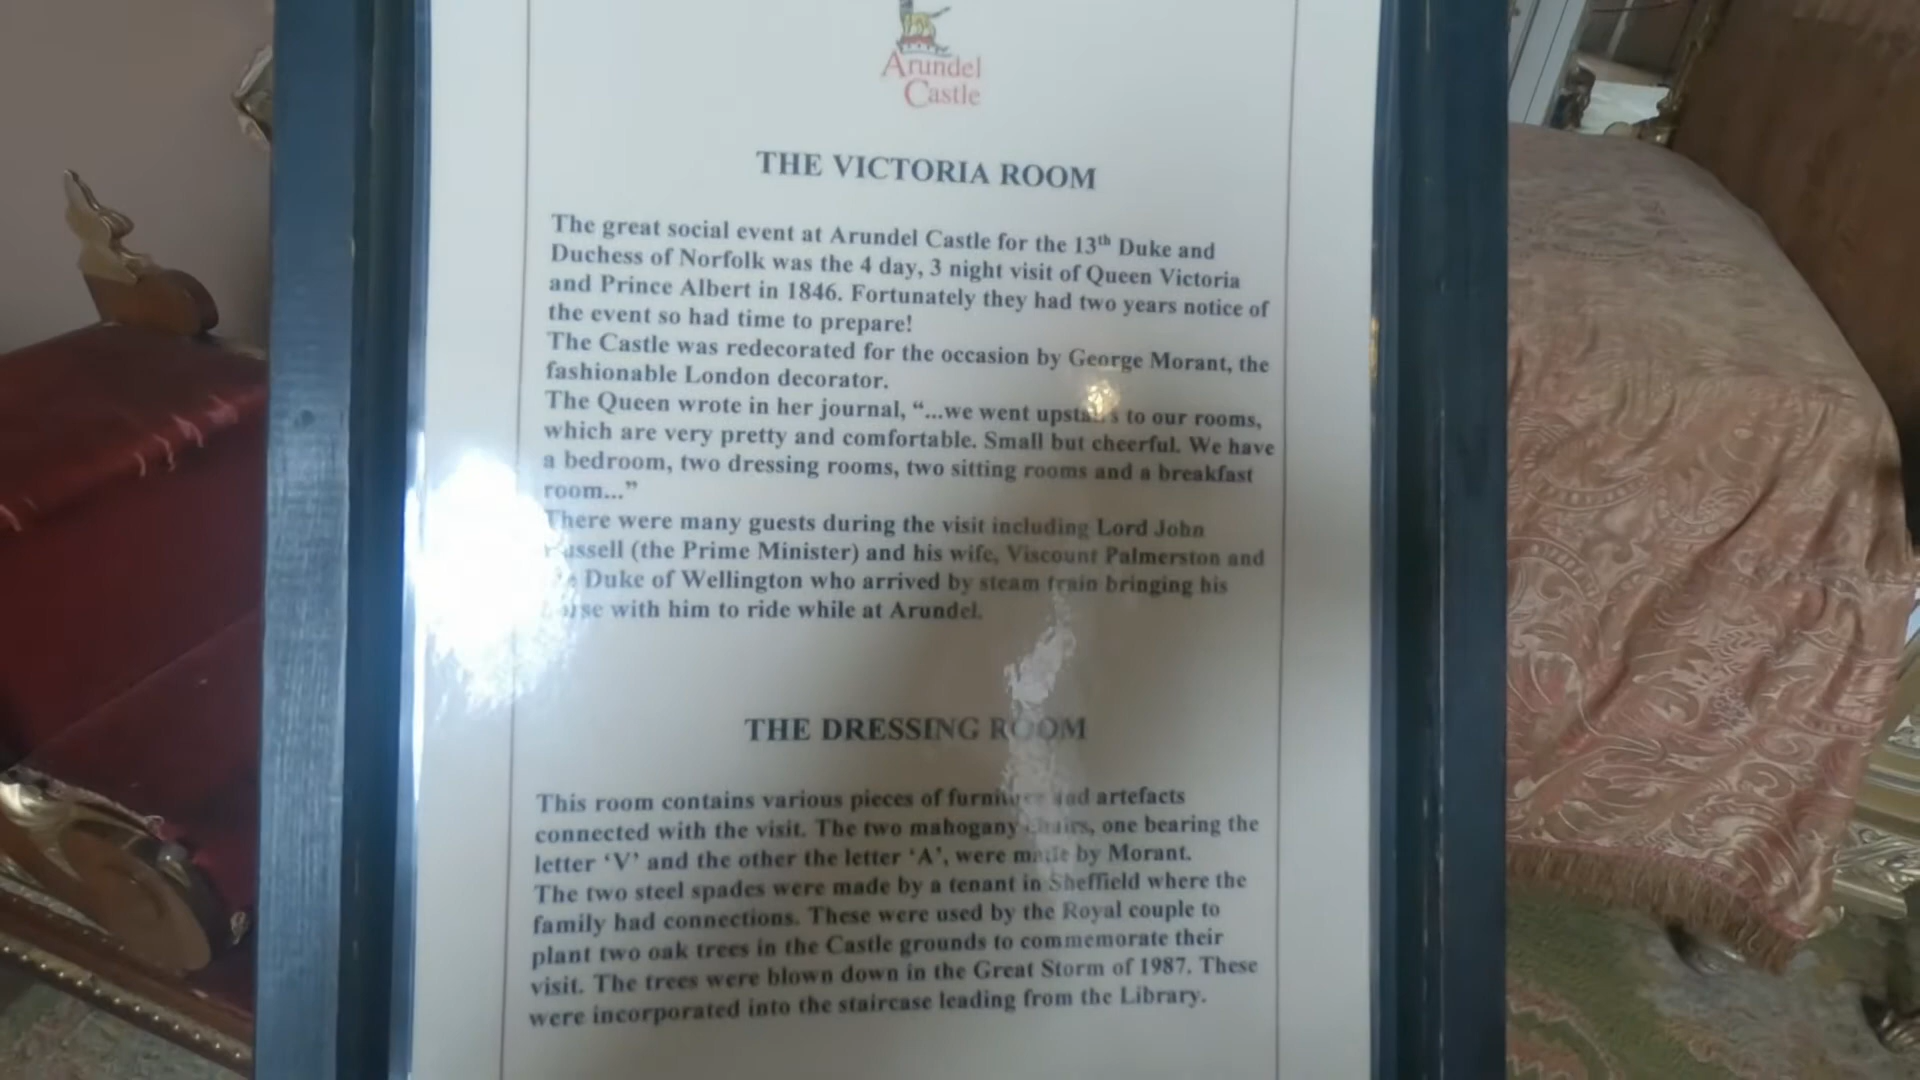 Arundel
Castle
THE VICTORIA ROOM
The great social event at Arundel Castle for the 13th Duke and
Duchess of Norfolk was the 4 day, 3 night visit of Queen Victoria
and Prince Albert in 1846. Fortunately they had two years notice of
the event so had time to prepare!
The Castle was redecorated for the occasion by George Morant, the
fashionable London decorator.
The Queen wrote in her journal, “...we went upstairs to our rooms,
which are very pretty and comfortable. Small but cheerful. We have
a bedroom, two dressing rooms, two sitting rooms and a breakfast
room...”
There were many guests during the visit including Lord John
Russell (the Prime Minister) and his wife, Viscount Palmerston and
Duke of Wellington who arrived by steam train bringing his
horse with him to ride while at Arundel.
THE DRESSING ROOM
This room contains various pieces of furniture and artefacts
connected with the visit. The two mahogany chairs, one bearing the
letter ‘V’ and the other the letter ‘A’, were made by Morant.
The two steel spades were made by a tenant in Sheffield where the
family had connections. These were used by the Royal couple to
plant two oak trees in the Castle grounds to commemorate their
visit. The trees were blown down in the Great Storm of 1987. These
were incorporated into the staircase leading from the Library.